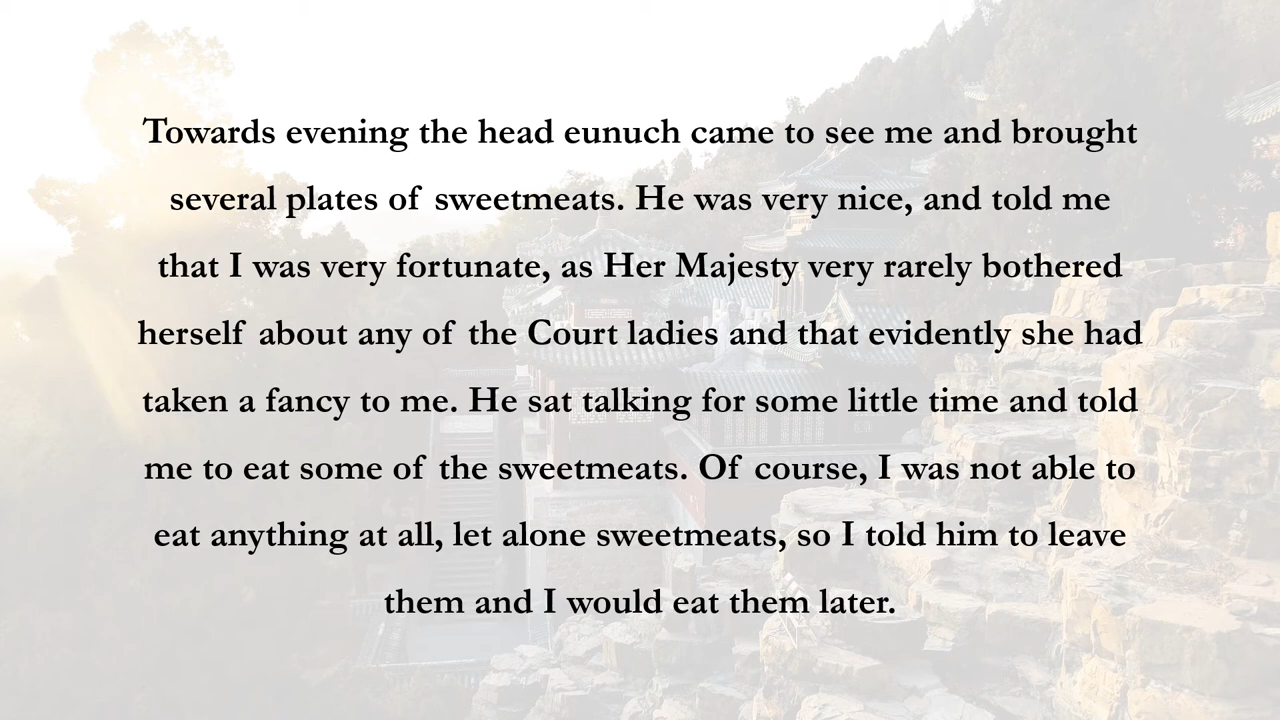 Towards evening the head eunuch came to see me and brought
several plates of sweetmeats. He was very nice, and told me
that I was very fortunate, as Her Majesty very rarely bothered
herself about any of the Court ladies and that evidently she had
taken a fancy to me. He sat talking for some little time and told
me to eat some of the sweetmeats. Of course, I was not able to
eat anything at all, let alone sweetmeats, so I told him to leave
them and I would eat them later.